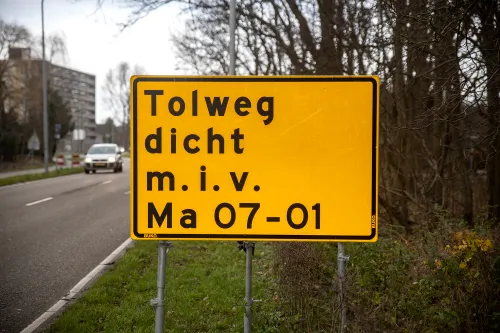 Tolweg
dicht
m.i.v.
Ma 07-01